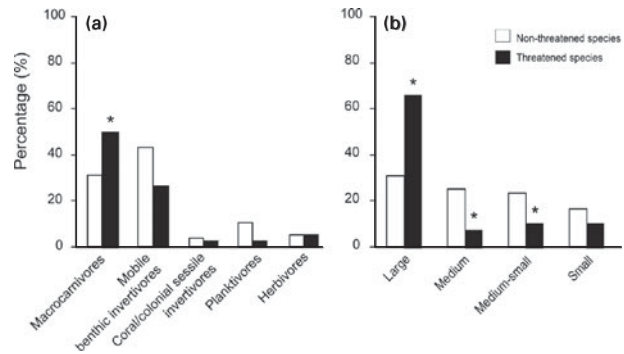 100
80
60
40
20
0
Percentage (%)
(a)
*
Macrocarnivores
Mobile
benthic invertivores
Coral/colonial sessile
invertivores
Planktivores
Herbivores
100
80
60
40
20
0
(b)
Non-threatened species
Threatened species
*
*
*
Large
Medium
Medium-small
Small